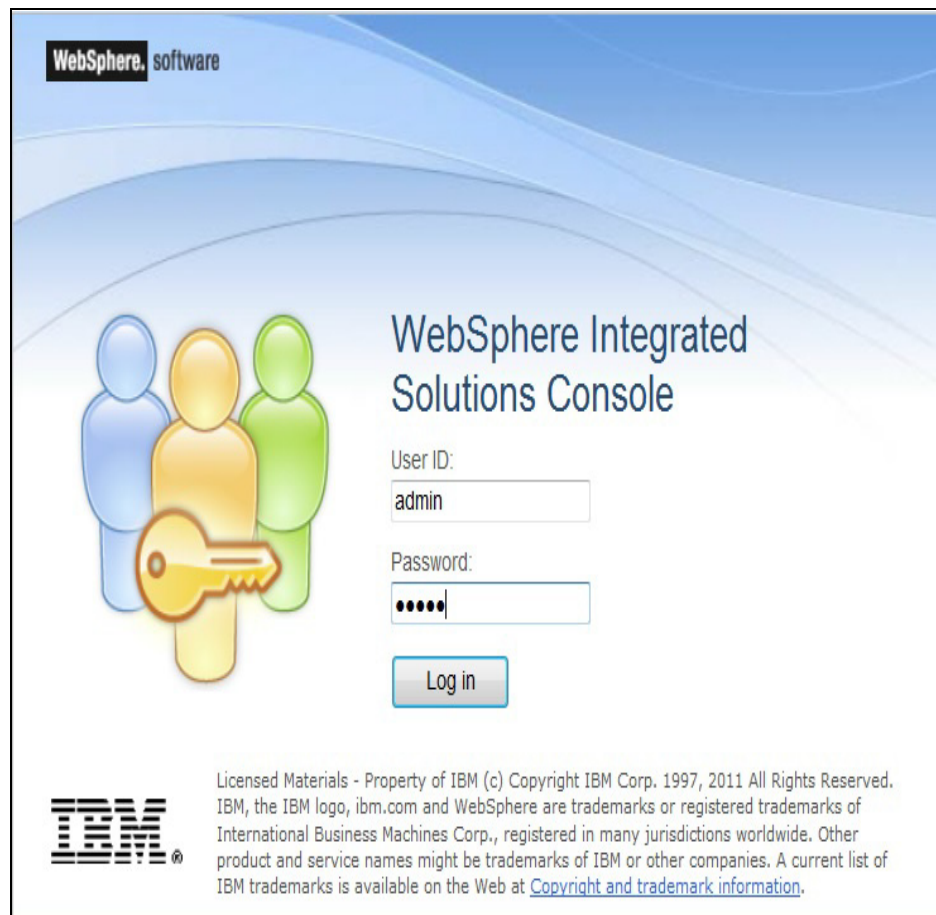 WebSphere. software
WebSphere Integrated
Solutions Console
User ID:
admin
Password:
•••••
Log in
IBM®
Licensed Materials - Property of IBM (c) Copyright IBM Corp. 1997, 2011 All Rights Reserved.
IBM, the IBM logo, ibm.com and WebSphere are trademarks or registered trademarks of
International Business Machines Corp., registered in many jurisdictions worldwide. Other
product and service names might be trademarks of IBM or other companies. A current list of
IBM trademarks is available on the Web at Copyright and trademark information.